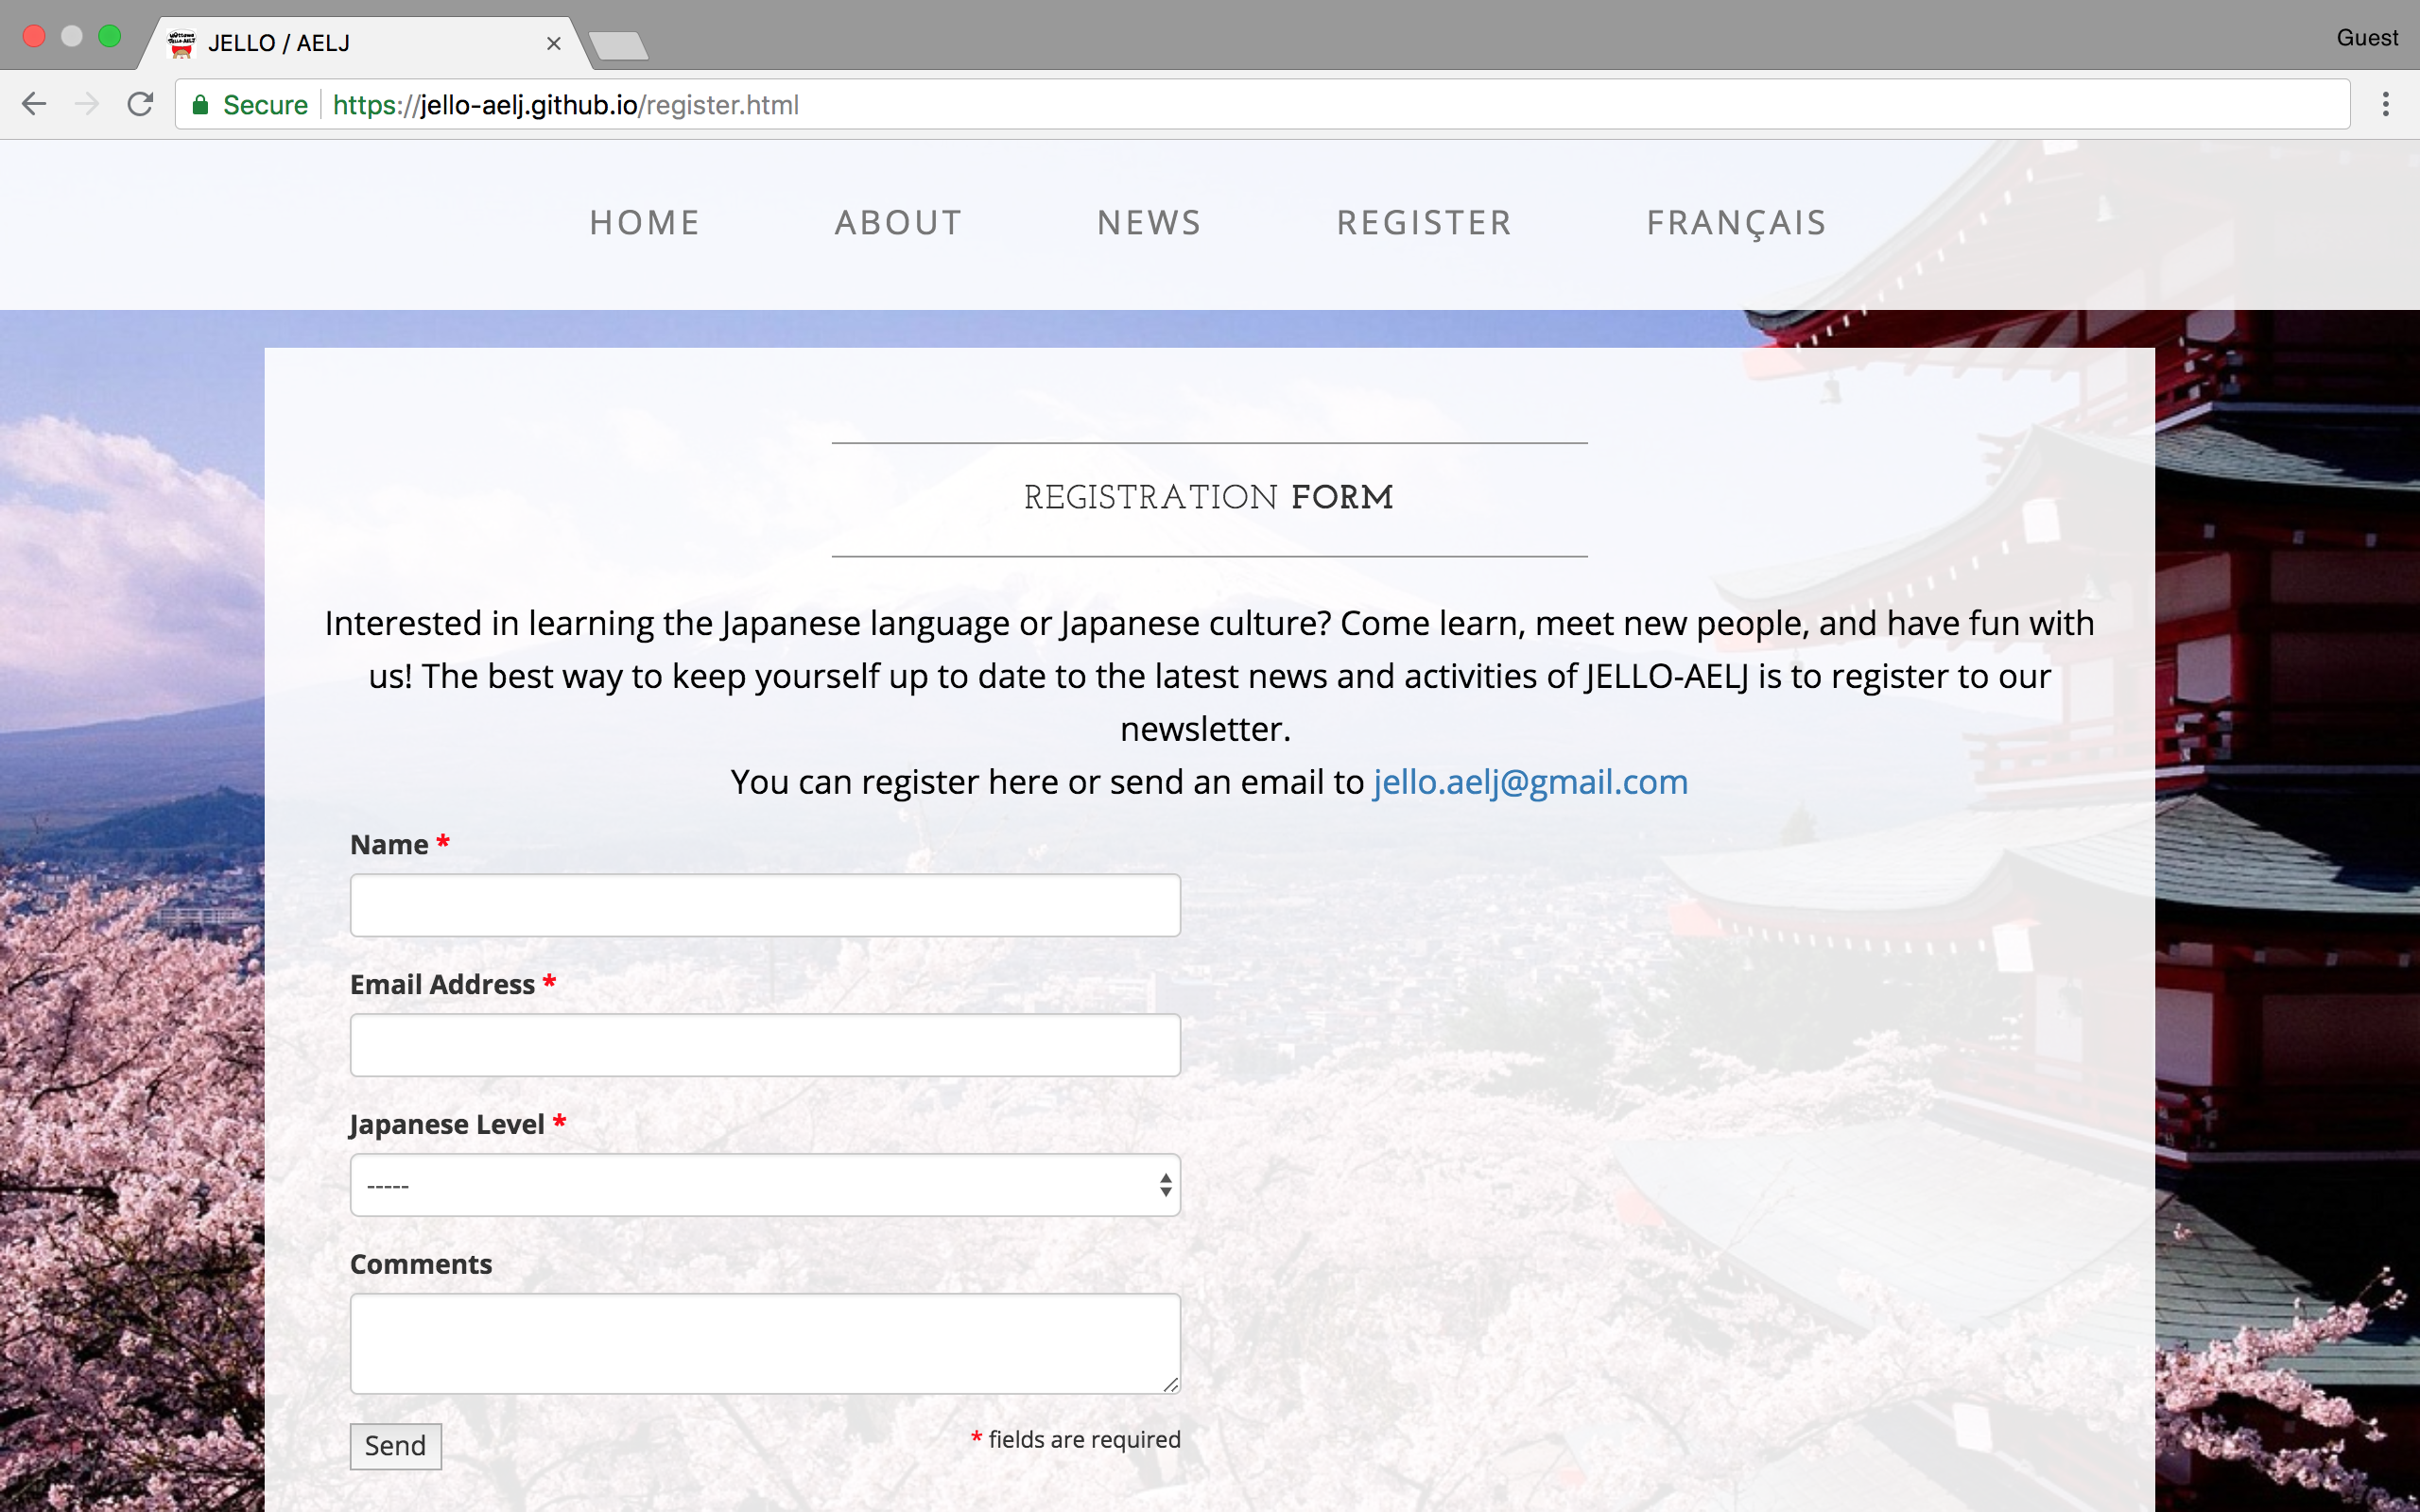 JELLO / AELJ
Guest
Secure https://jello-aelj.github.io/register.html
HOME ABOUT NEWS REGISTER FRANÇAIS
REGISTRATION FORM
Interested in learning the Japanese language or Japanese culture? Come learn, meet new people, and have fun with
us! The best way to keep yourself up to date to the latest news and activities of JELLO-AELJ is to register to our
newsletter.
You can register here or send an email to jello.aelj@gmail.com
Name *
Email Address *
Japanese Level *
-----
Comments
Send
* fields are required